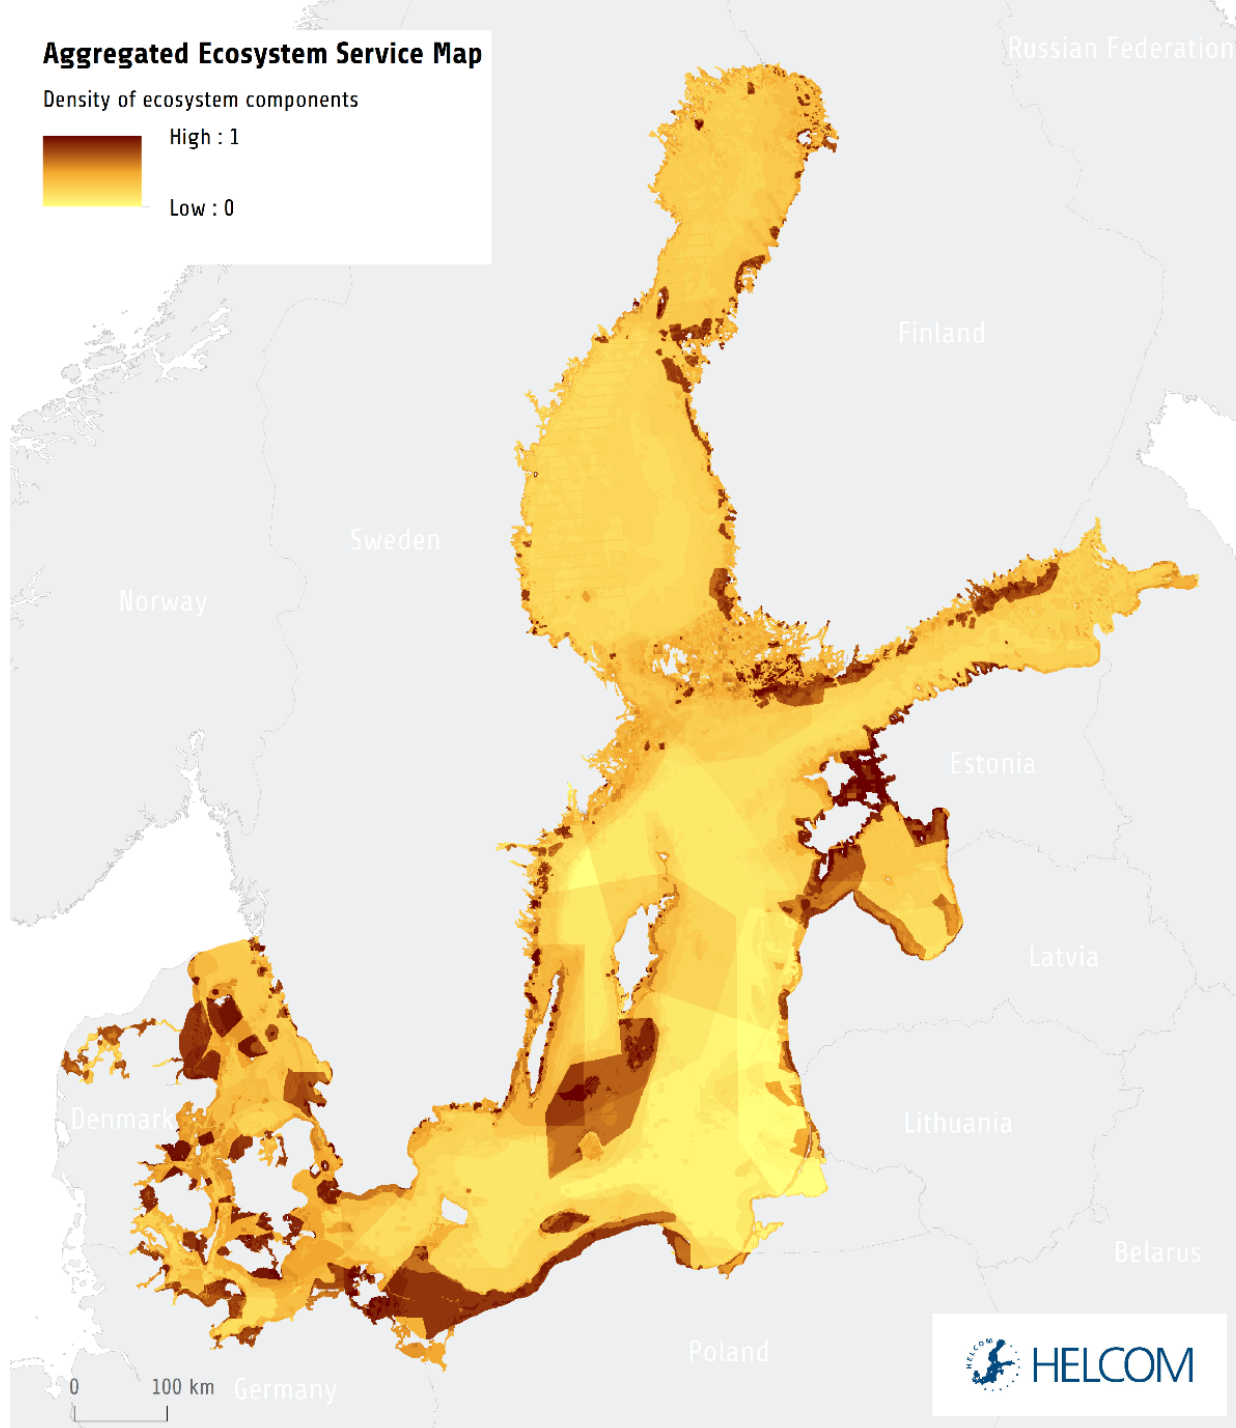 Aggregated Ecosystem Service Map
Density of ecosystem components
High : 1
Low : 0
Russian Federation
Finland
Sweden
Norway
Estonia
Latvia
Denmark
Lithuania
Belarus
Poland
Germany
0 100 km
HELCOM
HELCOM